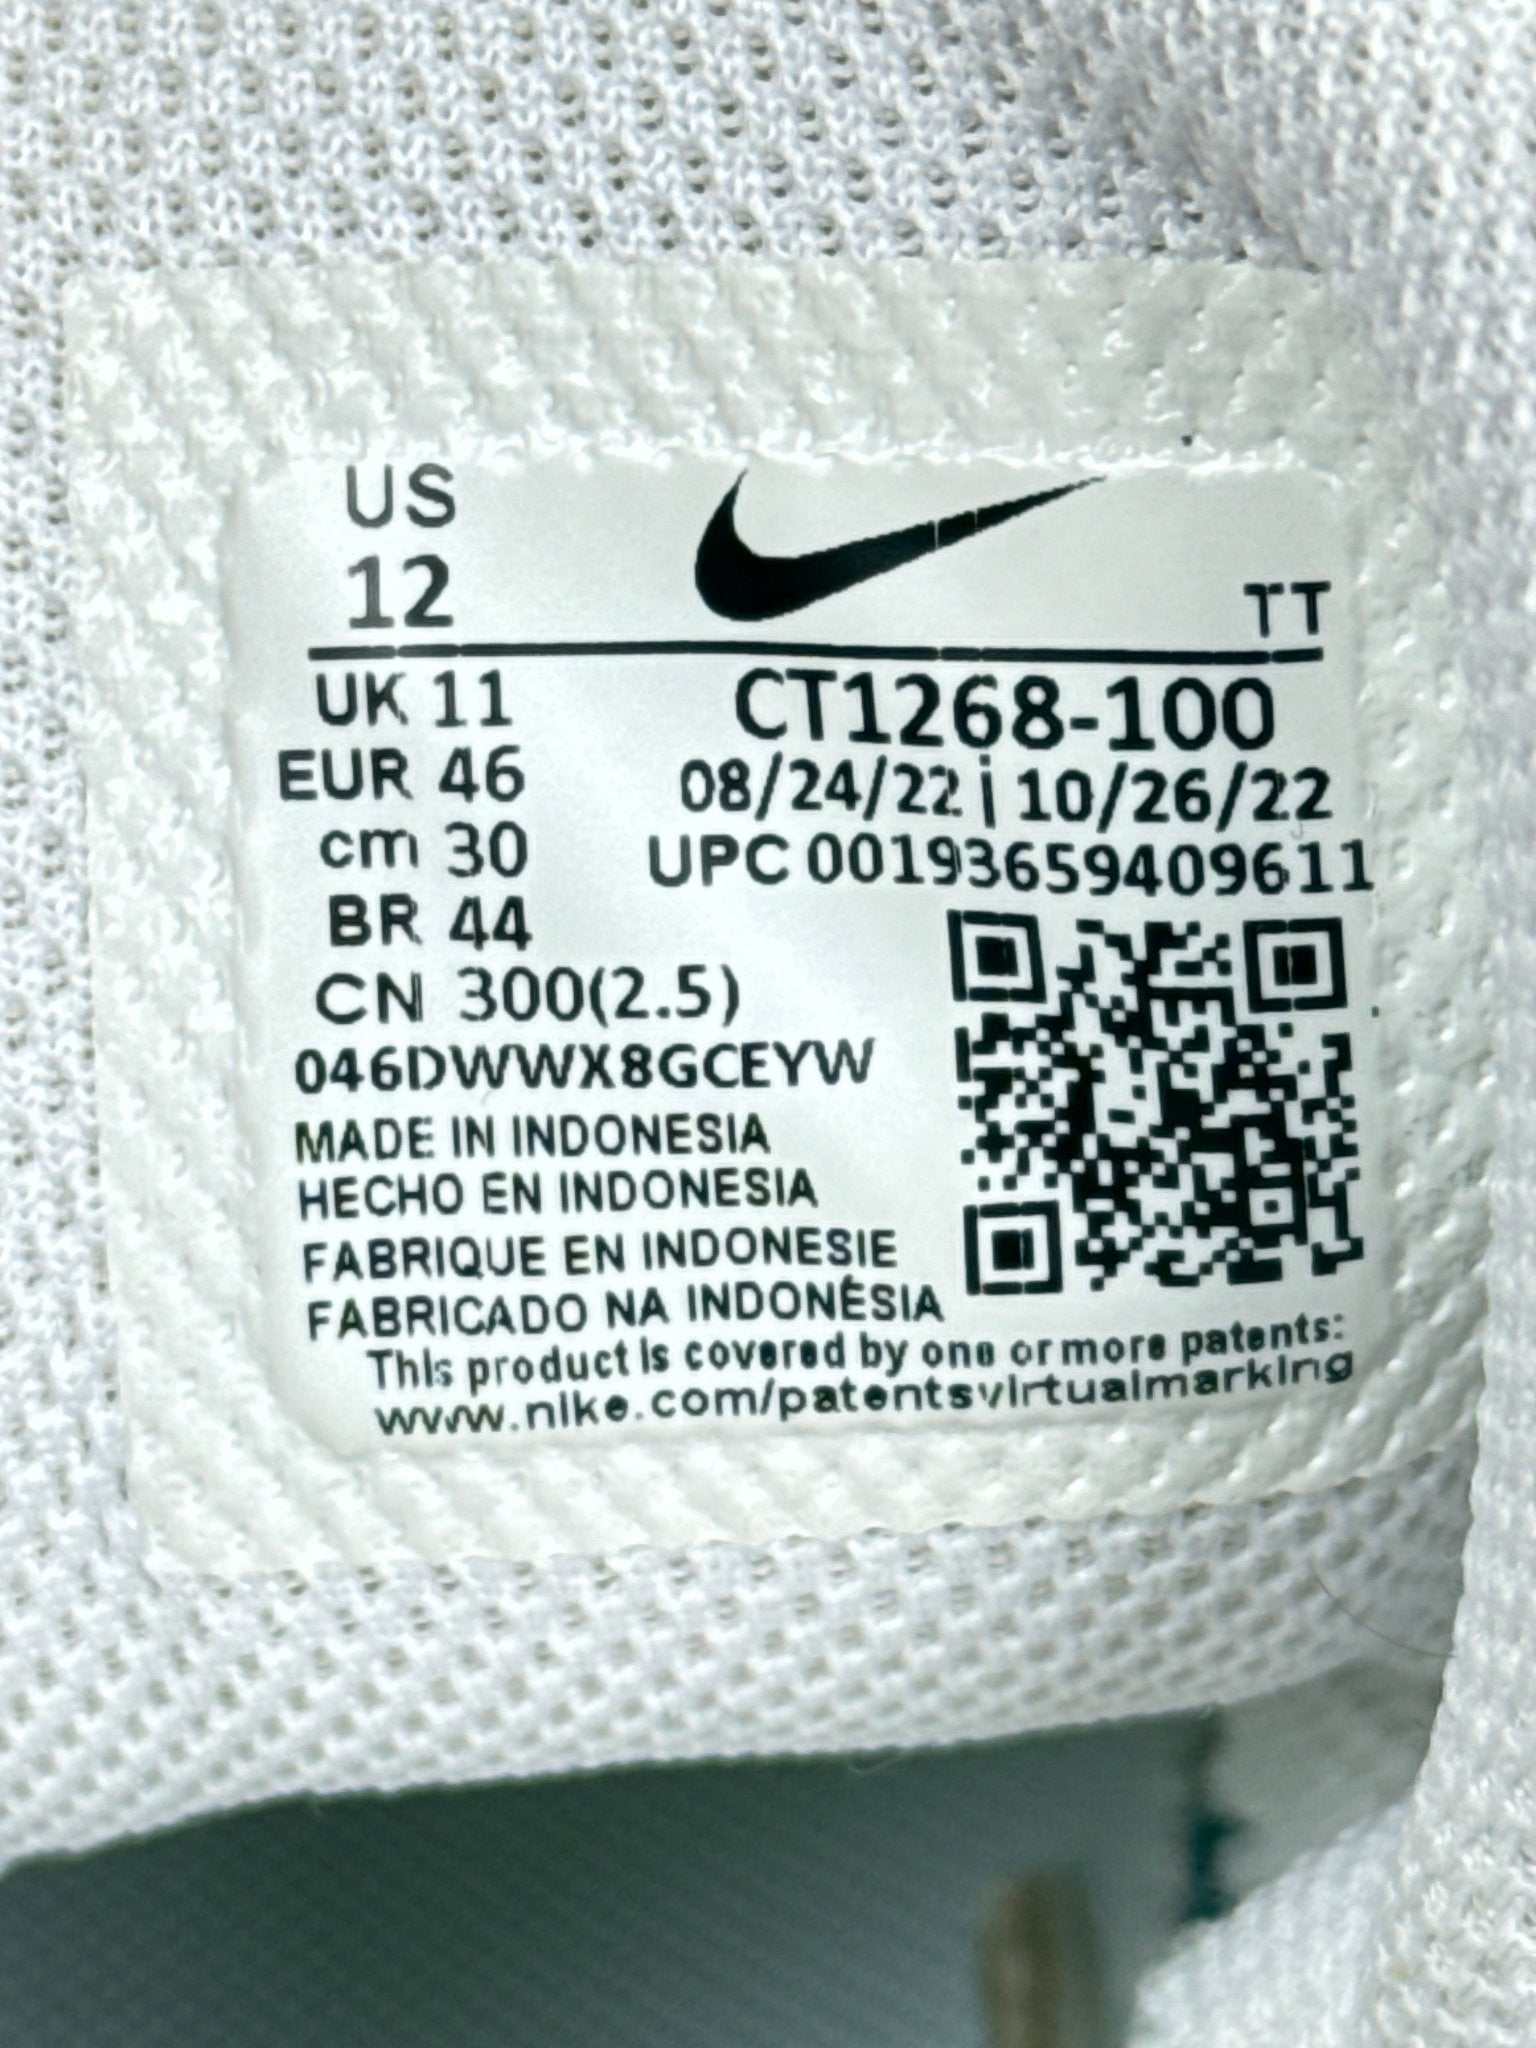 US
12
TT
UK 11
CT1268-100
EUR 46
08/24/22 | 10/26/22
cm 30
UPC 00193659409611
BR 44
CN 300(2.5)
046DWWX8GCEYW
MADE IN INDONESIA
HECHO EN INDONESIA
FABRIQUE EN INDONESIE
FABRICADO NA INDONÉSIA
This product is covered by one or more patents:
www.nike.com/patentsvirtualmarking